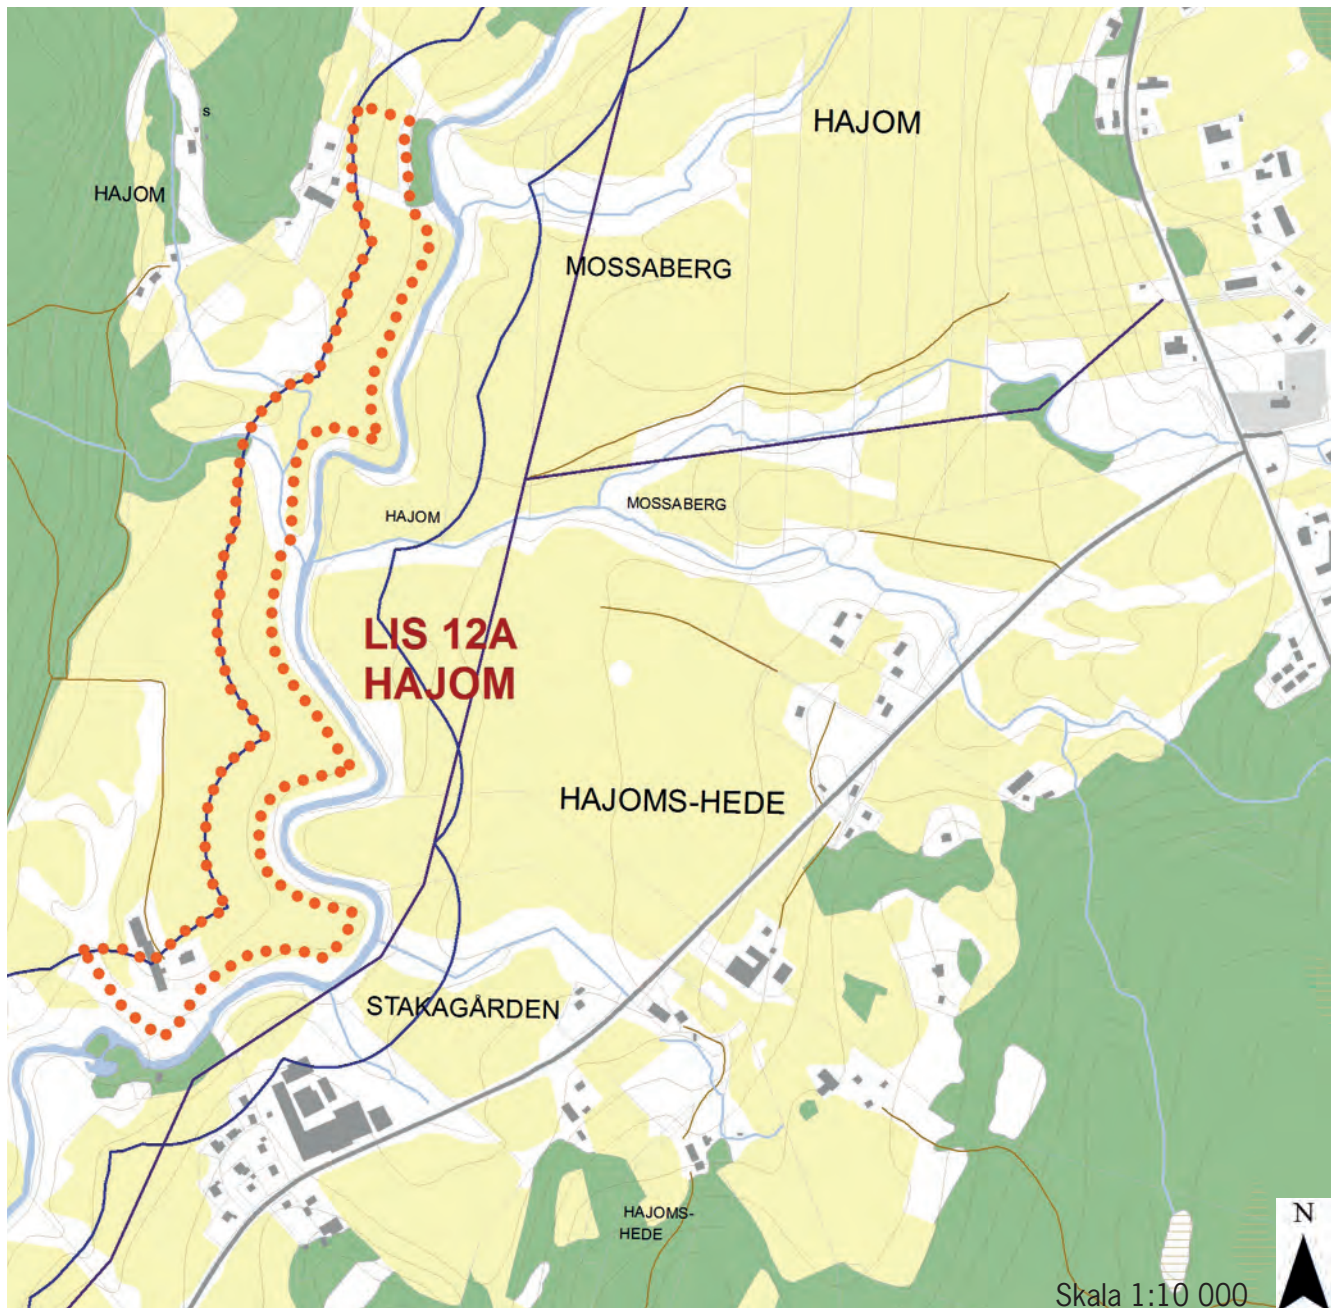 HAJOM
S
HAJOM
MOSSABERG
HAJOM
MOSSABERG
LIS 12A
HAJOM
HAJOMS-HEDE
STAKAGÅRDEN
HAJOMS-
HEDE
N
Skala 1:10 000